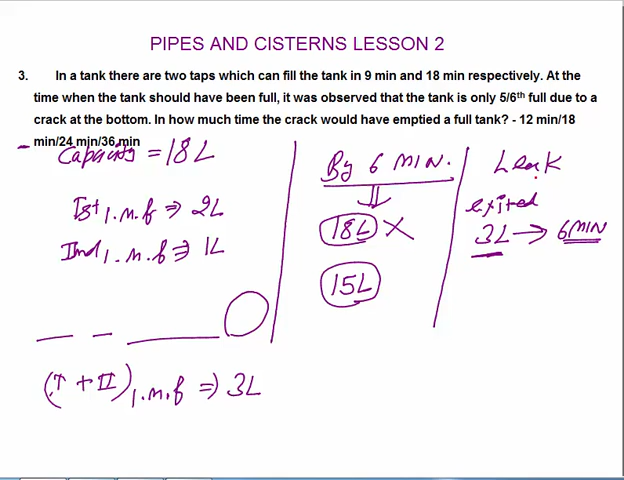 PIPES AND CISTERNS LESSON 2
3. In a tank there are two taps which can fill the tank in 9 min and 18 min respectively. At the
time when the tank should have been full, it was observed that the tank is only 5/6th full due to a
crack at the bottom. In how much time the crack would have emptied a full tank? - 12 min/18
min/24 min/36 min
Capacity = 18L
Ist 1.m.f ⇒ 2L
IInd 1.m.f ⇒ 1L
(I + II) 1.m.f ⇒ 3L
By 6 MIN.
18L ×
15L
Leak
exited
3L → 6MIN